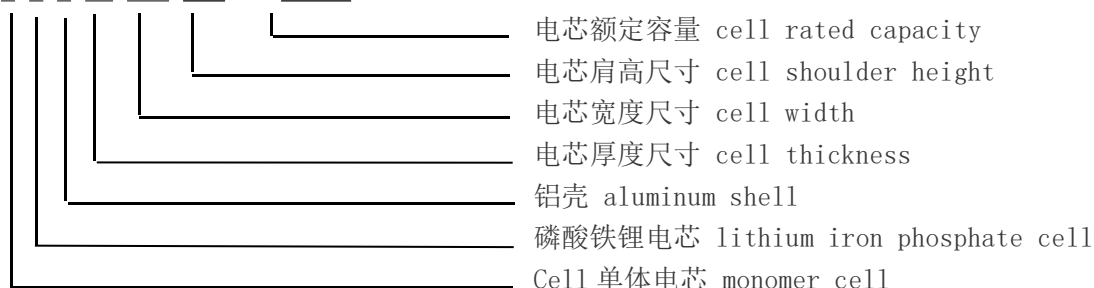 电芯额定容量 cell rated capacity
电芯肩高尺寸 cell shoulder height
电芯宽度尺寸 cell width
电芯厚度尺寸 cell thickness
铝壳 aluminum shell
磷酸铁锂电芯 lithium iron phosphate cell
Cell 单体电芯 monomer cell